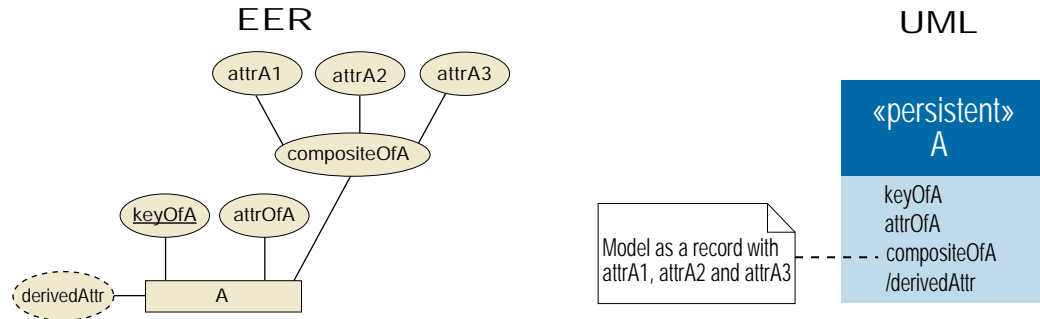 EER
UML
attrA1
attrA2
attrA3
compositeOfA
keyOfA
attrOfA
derivedAttr
A
Model as a record with
attrA1, attrA2 and attrA3
«persistent»
A
keyOfA
attrOfA
compositeOfA
/derivedAttr